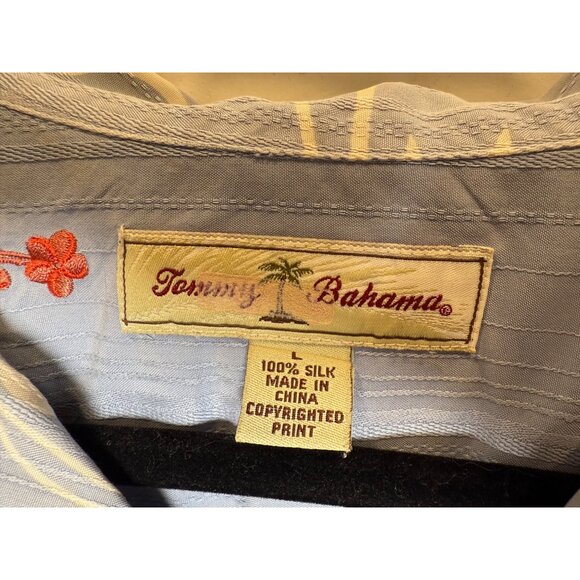 Tommy Bahama®
L
100% SILK
MADE IN
CHINA
COPYRIGHTED
PRINT